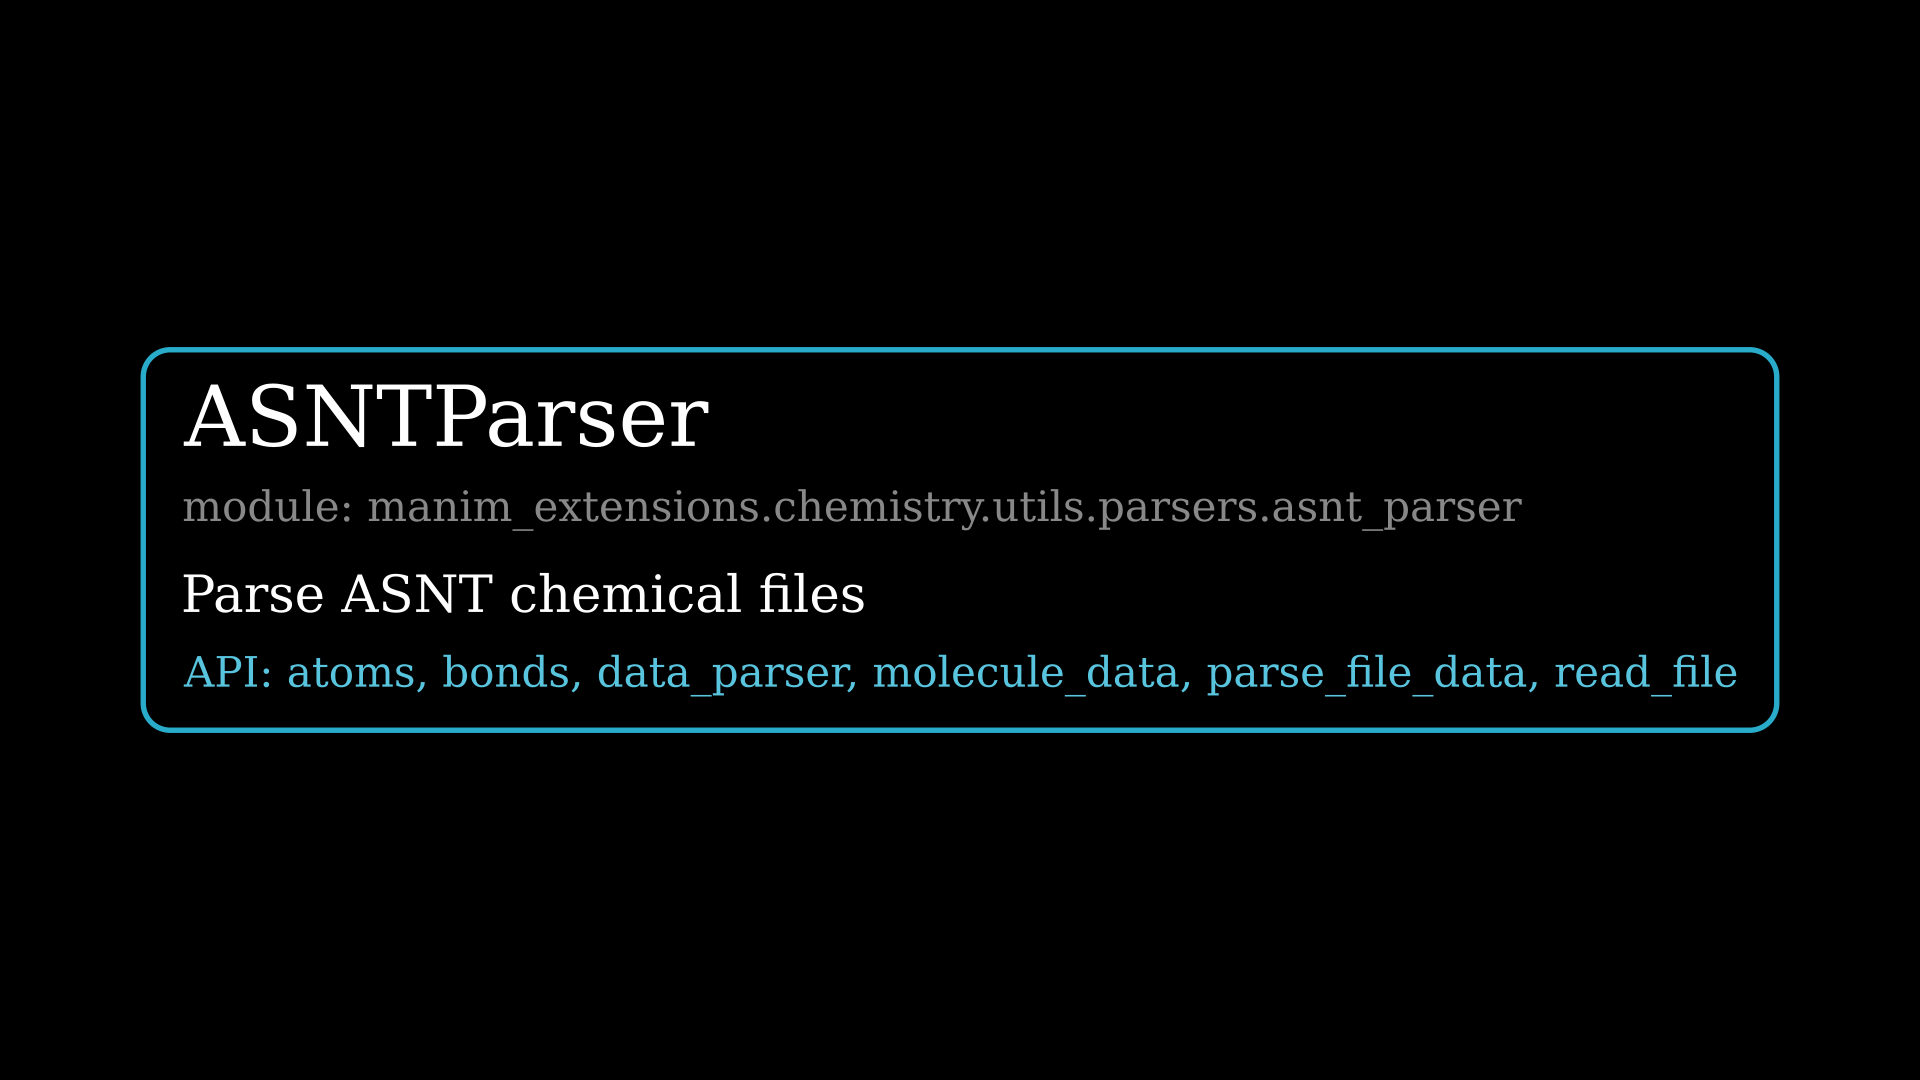 ASNTParser
module: manim_extensions.chemistry.utils.parsers.asnt_parser
Parse ASNT chemical files
API: atoms, bonds, data_parser, molecule_data, parse_file_data, read_file